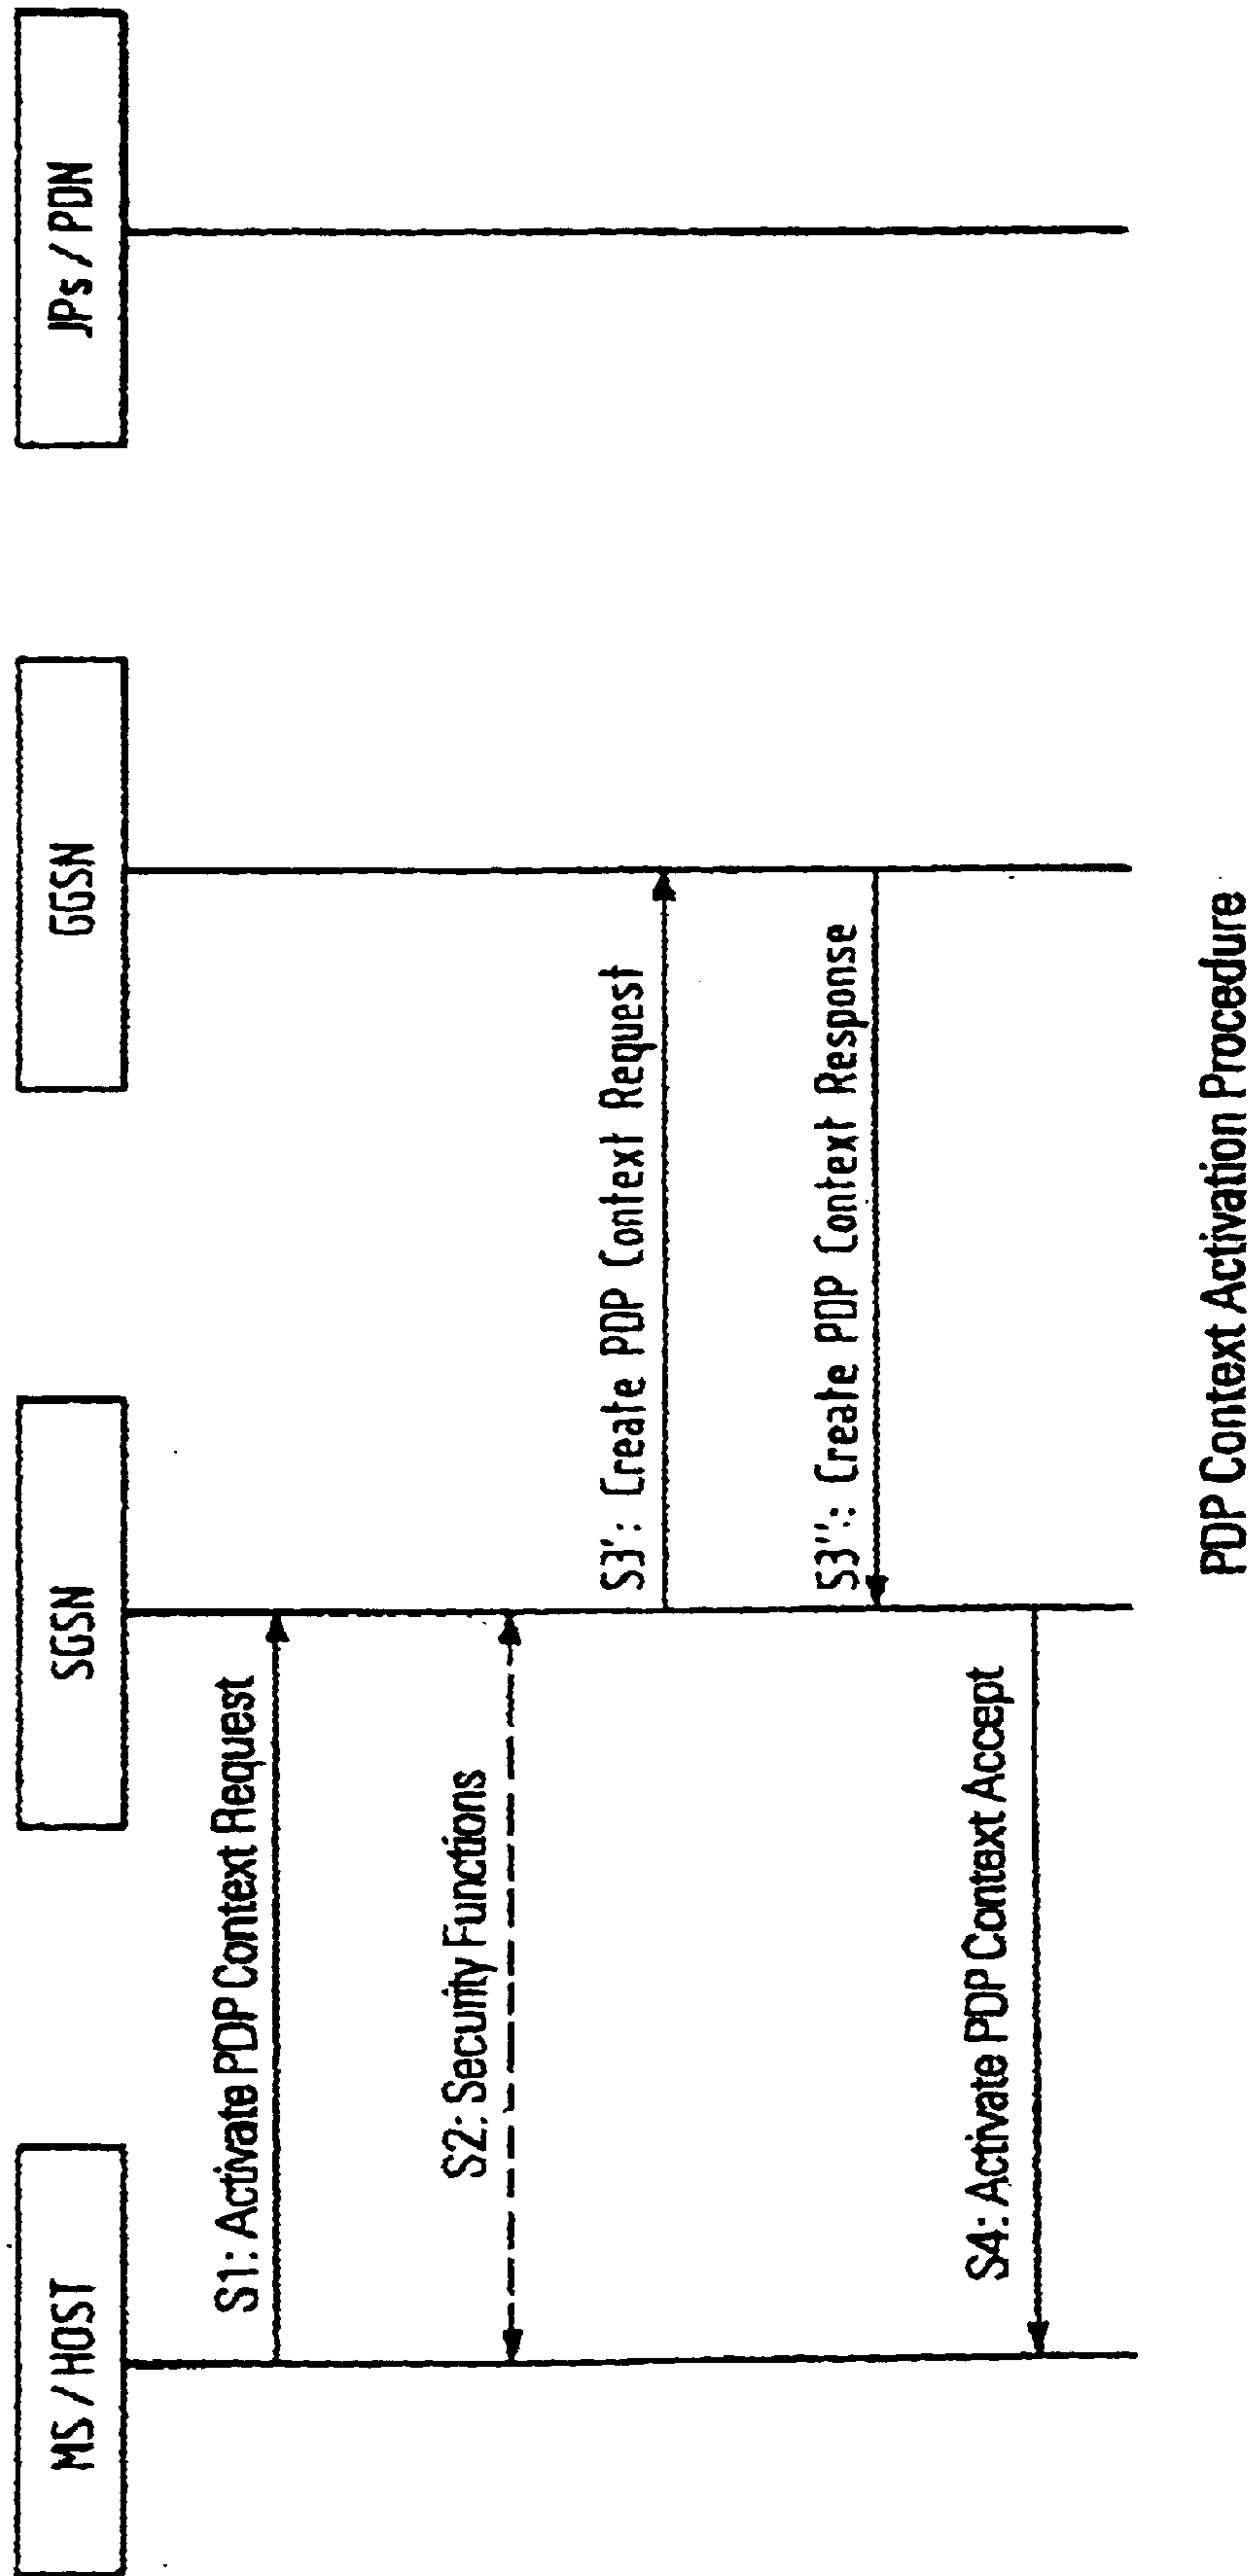 MS / HOST
SGSN
GGSN
JPs / PDN
S1: Activate PDP Context Request
S2: Security Functions
S3': Create PDP Context Request
S3'': Create PDP Context Response
S4: Activate PDP Context Accept
PDP Context Activation Procedure